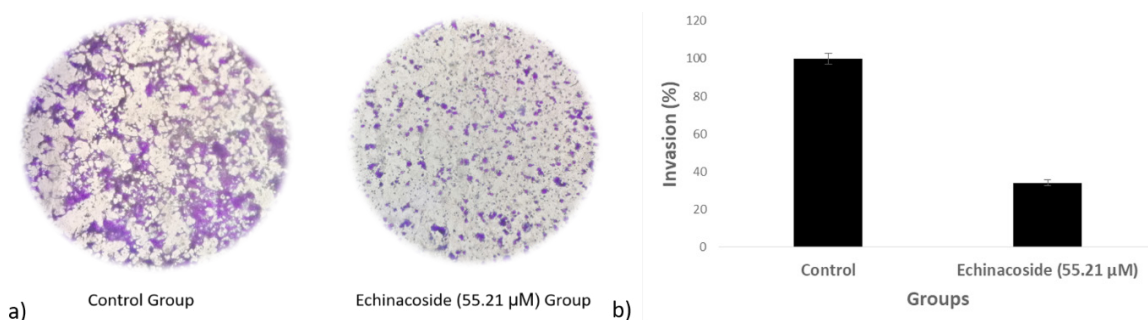 Control Group
Echinacoside (55.21 µM) Group
a)
b)
Invasion (%)
120
100
80
60
40
20
0
Control
Echinacoside (55.21 µM)
Groups